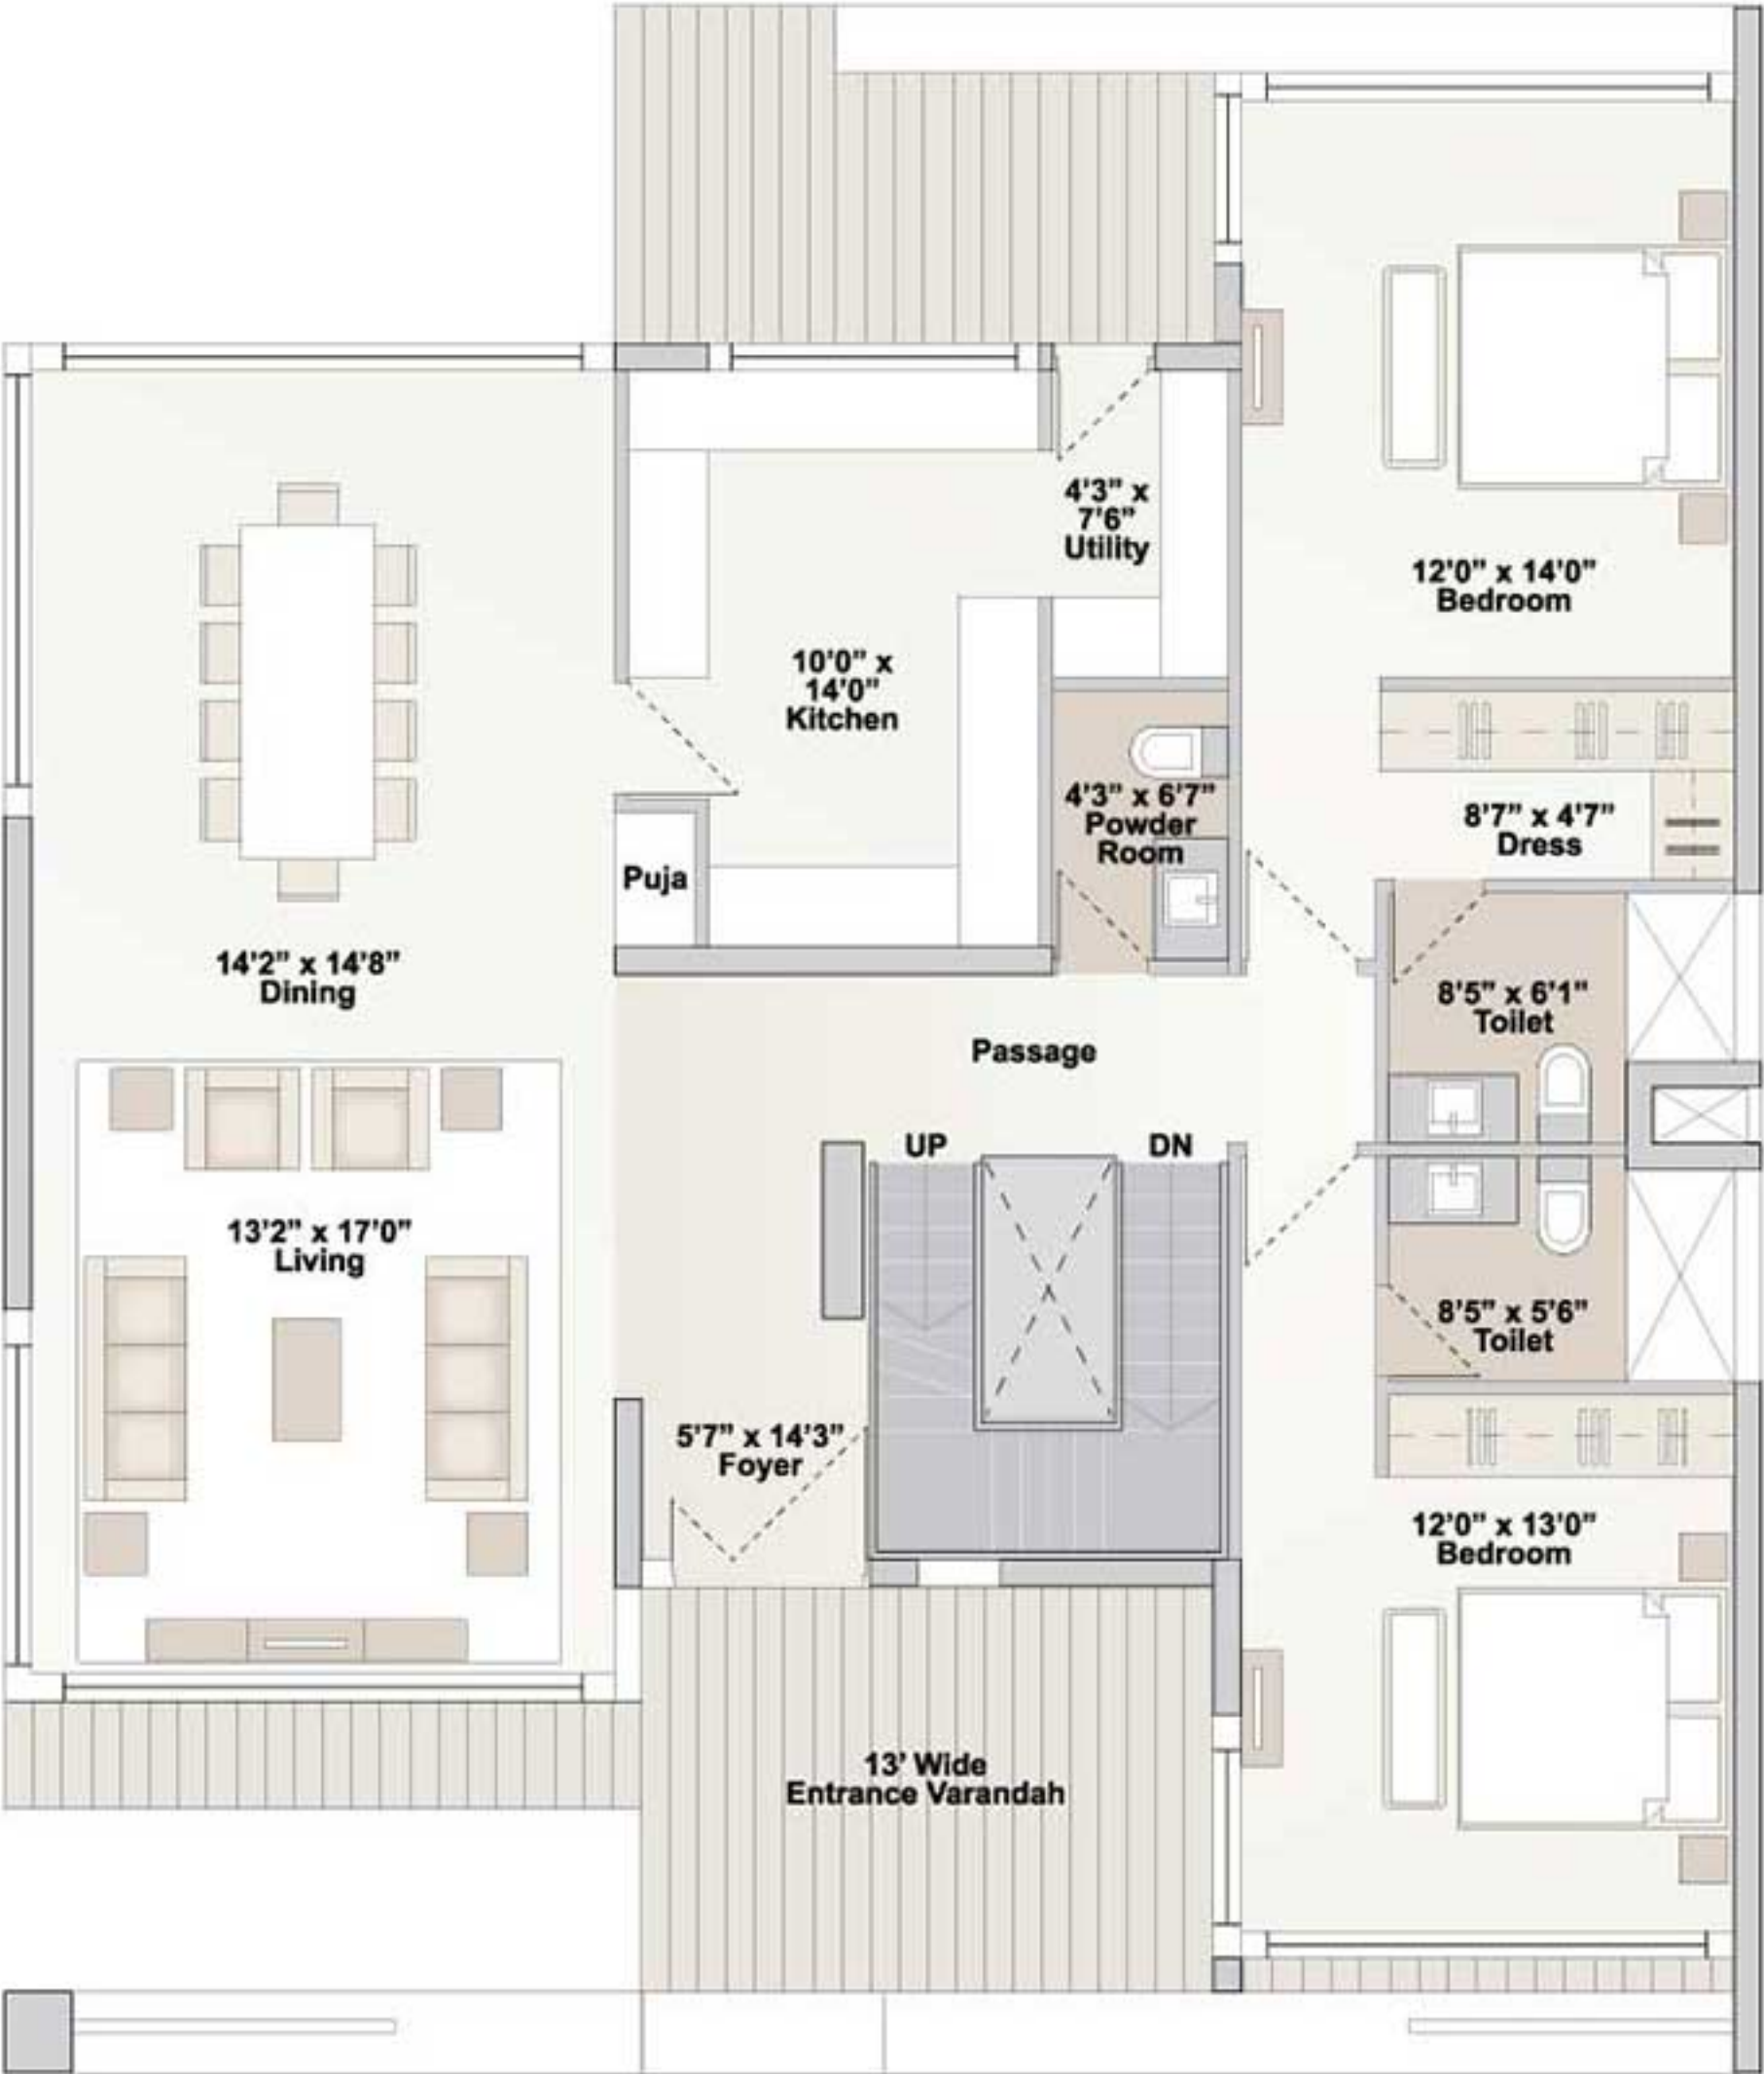 4'3” x
7'6”
Utility
12'0” x 14'0”
Bedroom
10'0” x
14'0”
Kitchen
4'3” x 6'7”
Powder
Room
8'7” x 4'7”
Dress
Puja
14'2” x 14'8”
Dining
8'5” x 6'1"
Toilet
Passage
UP
DN
13'2” x 17'0”
Living
8'5” x 5'6”
Toilet
5'7” x 14'3”
Foyer
12'0” x 13'0”
Bedroom
13’ Wide
Entrance Varandah